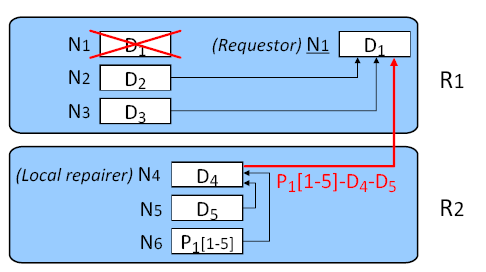 N1 D1 (Requestor) N1 D1
N2 D2
R1
N3 D3
(Local repairer) N4 D4
P1[1-5]-D4-D5
N5 D5
R2
N6 P1[1-5]